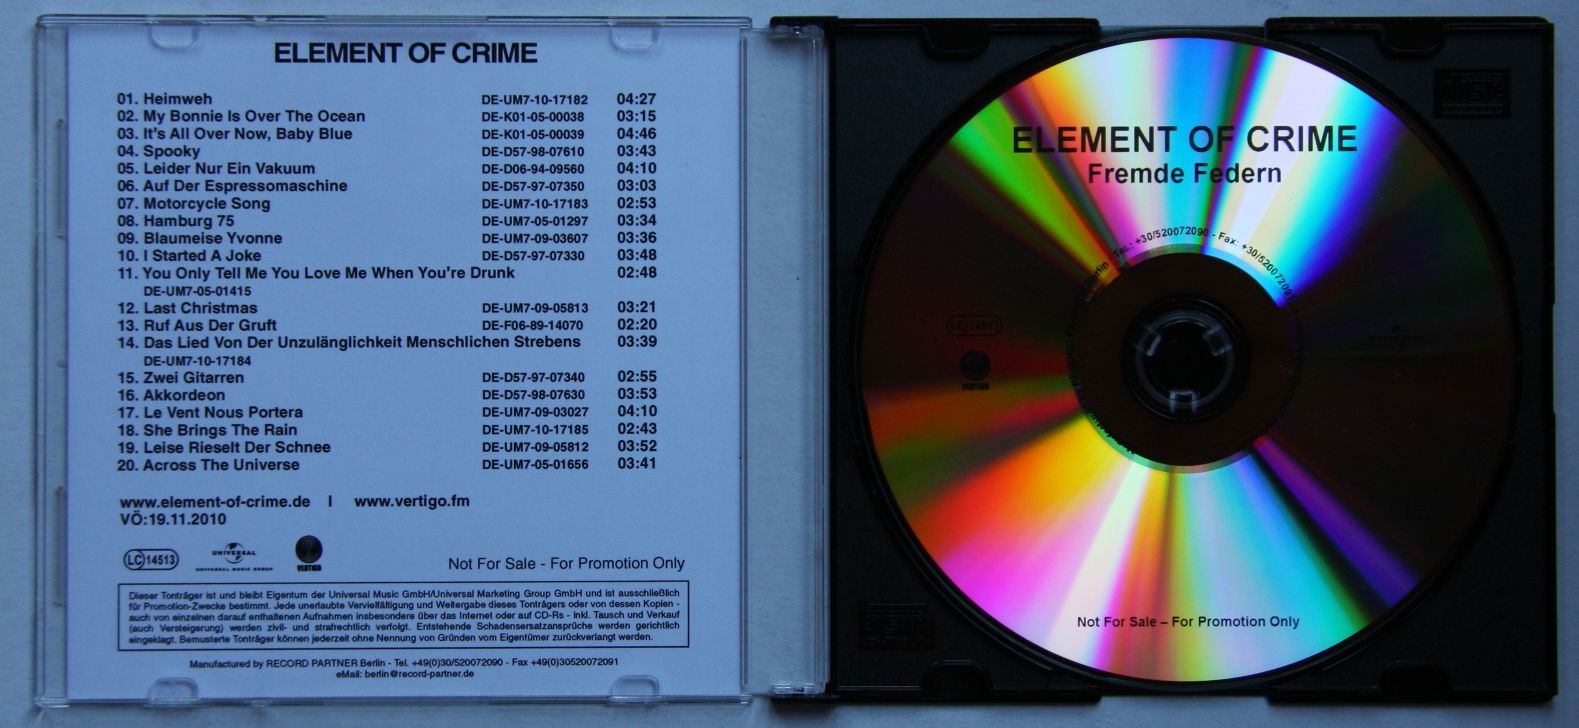 ELEMENT OF CRIME
01. Heimweh DE-UM7-10-17182 04:27
02. My Bonnie Is Over The Ocean DE-K01-05-00038 03:15
03. It's All Over Now, Baby Blue DE-K01-05-00039 04:46
04. Spooky DE-D57-98-07610 03:43
05. Leider Nur Ein Vakuum DE-D06-94-09560 04:10
06. Auf Der Espressomaschine DE-D57-97-07350 03:03
07. Motorcycle Song DE-UM7-10-17183 02:53
08. Hamburg 75 DE-UM7-05-01297 03:34
09. Blaumeise Yvonne DE-UM7-09-03607 03:36
10. I Started A Joke DE-D57-97-07330 03:48
11. You Only Tell Me You Love Me When You're Drunk 02:48
DE-UM7-05-01415
12. Last Christmas DE-UM7-09-05813 03:21
13. Ruf Aus Der Gruft DE-F06-89-14070 02:20
14. Das Lied Von Der Unzulänglichkeit Menschlichen Strebens 03:39
DE-UM7-10-17184
15. Zwei Gitarren DE-D57-97-07340 02:55
16. Akkordeon DE-D57-98-07630 03:53
17. Le Vent Nous Portera DE-UM7-09-03027 04:10
18. She Brings The Rain DE-UM7-10-17185 02:43
19. Leise Rieselt Der Schnee DE-UM7-09-05812 03:52
20. Across The Universe DE-UM7-05-01656 03:41
www.element-of-crime.de I www.vertigo.fm
VÖ:19.11.2010
LC 14513 UNIVERSAL UNIVERSAL MUSIC GROUP VERTIGO Not For Sale - For Promotion Only
Dieser Tonträger ist und bleibt Eigentum der Universal Music GmbH/Universal Marketing Group GmbH und ist ausschließlich
für Promotion-Zwecke bestimmt. Jede unerlaubte Vervielfältigung und Weitergabe dieses Tonträgers oder von dessen Kopien -
auch von einzelnen darauf enthaltenen Aufnahmen insbesondere über das Internet oder auf CD-Rs - inkl. Tausch und Verkauf
(auch Versteigerung) werden zivil- und strafrechtlich verfolgt. Entstehende Schadensersatzansprüche werden gerichtlich
eingeklagt. Bemusterte Tonträger können jederzeit ohne Nennung von Gründen vom Eigentümer zurückverlangt werden.
Manufactured by RECORD PARTNER Berlin - Tel. +49(0)30/520072090 - Fax +49(0)30520072091
eMail: berlin@record-partner.de
ELEMENT OF CRIME
Fremde Federn
Berlin - Tel.: +30/520072090 - Fax: +30/520072091
LC 14513
VERTIGO
UNIVERSAL
Not For Sale – For Promotion Only